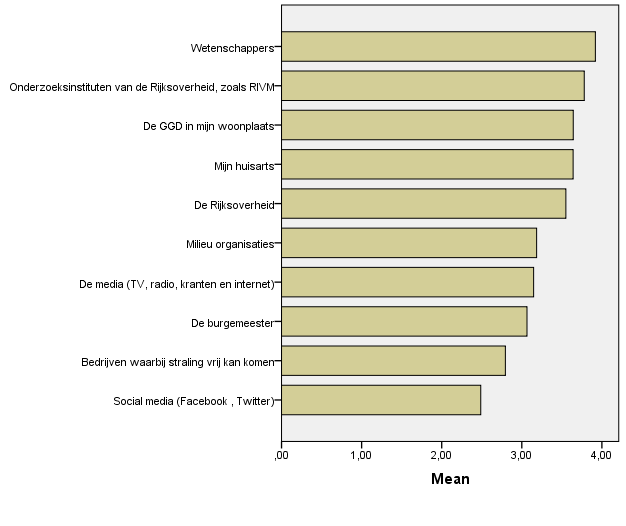 Wetenschappers
Onderzoeksinstituten van de Rijksoverheid, zoals RIVM
De GGD in mijn woonplaats
Mijn huisarts
De Rijksoverheid
Milieu organisaties
De media (TV, radio, kranten en internet)
De burgemeester
Bedrijven waarbij straling vrij kan komen
Social media (Facebook , Twitter)
,00 1,00 2,00 3,00 4,00
Mean